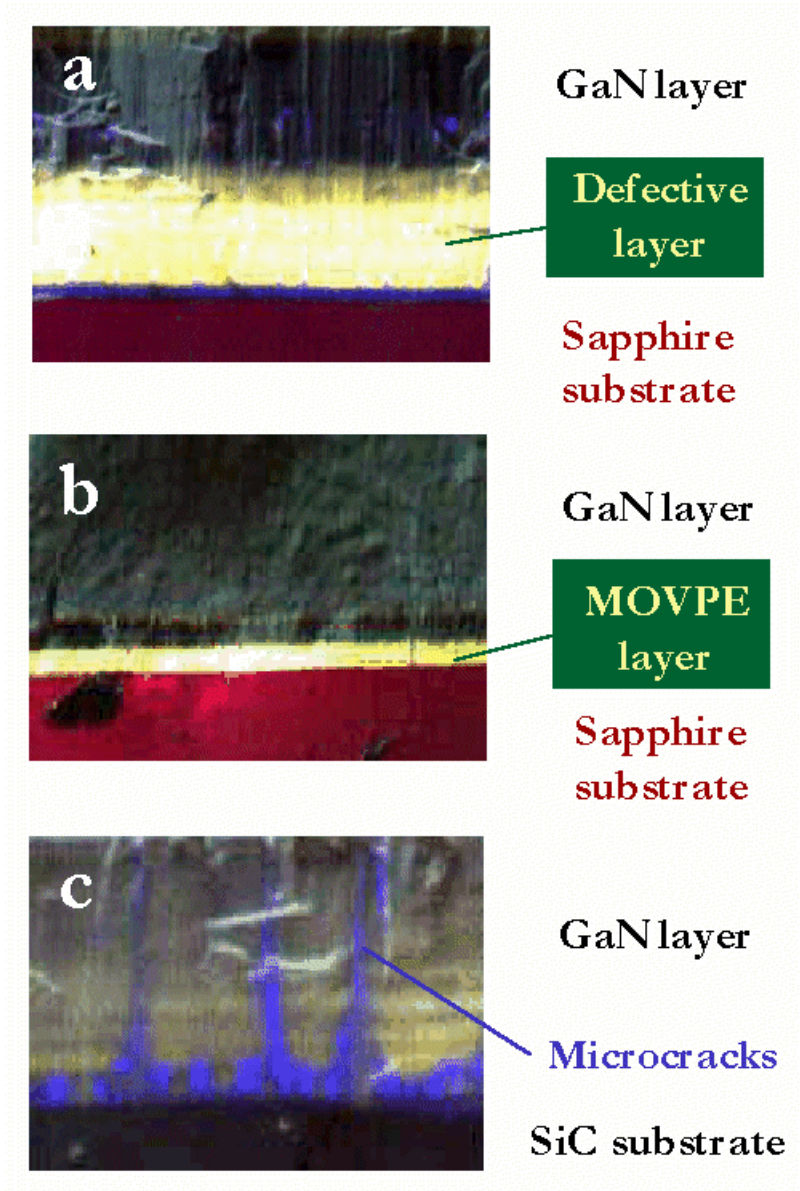 a
GaN layer
Defective
layer
Sapphire
substrate
b
GaN layer
MOVPE
layer
Sapphire
substrate
c
GaN layer
Microcracks
SiC substrate